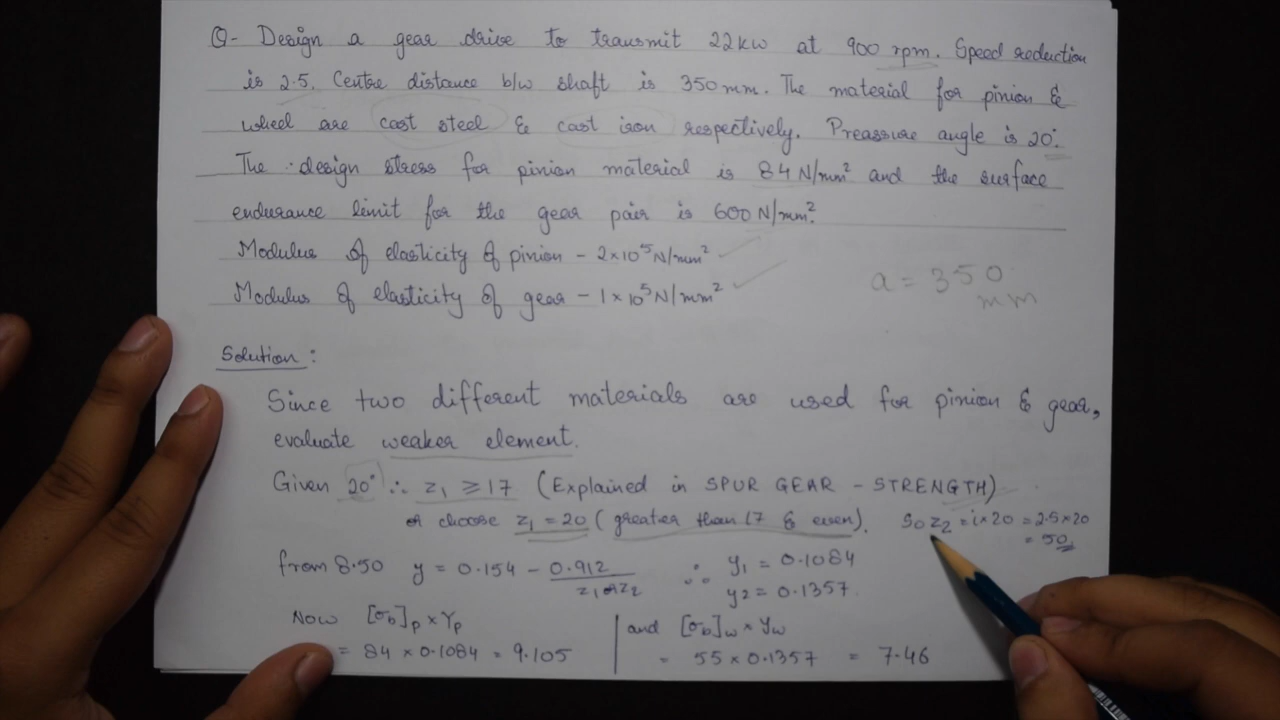 Q- Design a gear drive to transmit 22kW at 900 rpm. Speed reduction
is 2.5. Centre distance b/w shaft is 350mm. The material for pinion &
wheel are cast steel & cast iron respectively. Preassure angle is 20°.
The design stress for pinion material is 84 N/mm² and the surface
endurance limit for the gear pair is 600 N/mm².
Modulus of elasticity of pinion - 2×10⁵N/mm²
Modulus of elasticity of gear - 1×10⁵N/mm²
a = 350
mm
Solution:
Since two different materials are used for pinion & gear,
evaluate weaker element.
Given 20° ∴ z₁ ≥ 17 (Explained in SPUR GEAR - STRENGTH)
or choose z₁ = 20 (greater than 17 & even). So z₂ = i×20 = 2.5×20
= 50
from 8.50 y = 0.154 - 0.912 / z₁ or z₂ ∴ y₁ = 0.1084
y₂ = 0.1357.
Now [σb]p × Yp | and [σb]w × yw
= 84 × 0.1084 = 9.105 | = 55 × 0.1357 = 7.46